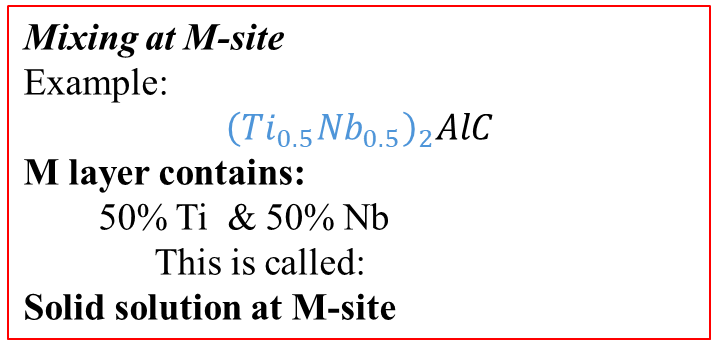 Mixing at M-site
Example:
(Ti₀.₅Nb₀.₅)₂AlC
M layer contains:
50% Ti & 50% Nb
This is called:
Solid solution at M-site